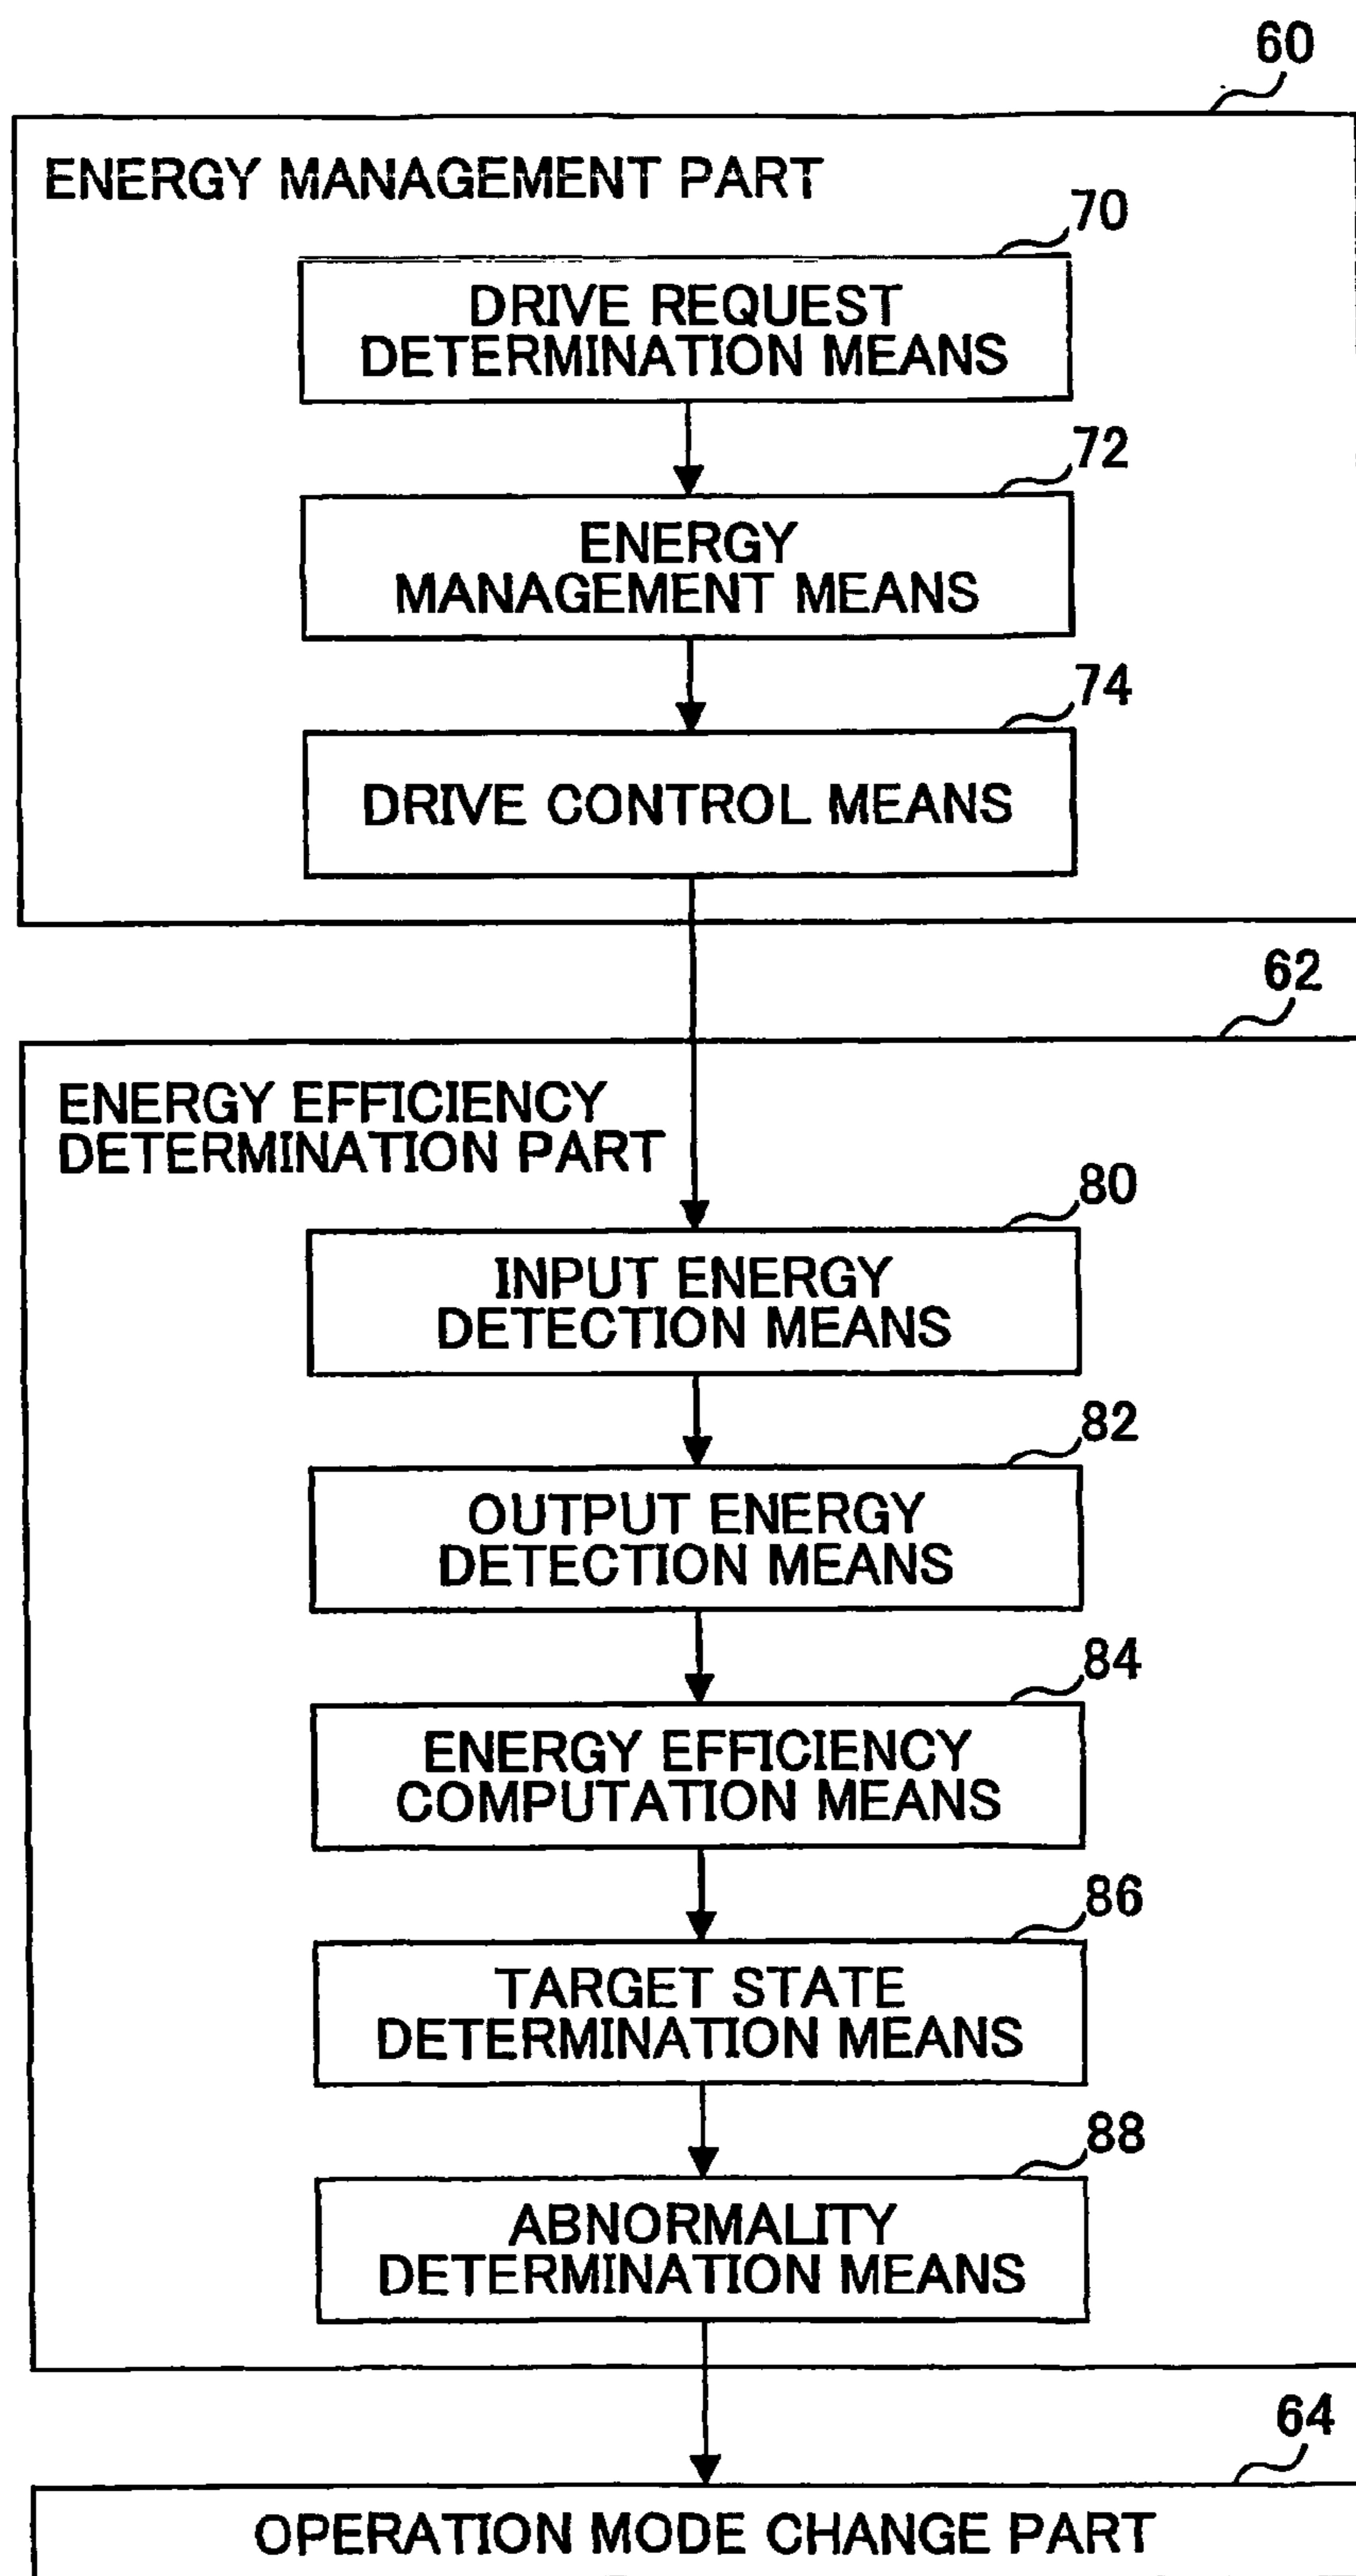 60
ENERGY MANAGEMENT PART
70
DRIVE REQUEST
DETERMINATION MEANS
72
ENERGY
MANAGEMENT MEANS
74
DRIVE CONTROL MEANS
62
ENERGY EFFICIENCY
DETERMINATION PART
80
INPUT ENERGY
DETECTION MEANS
82
OUTPUT ENERGY
DETECTION MEANS
84
ENERGY EFFICIENCY
COMPUTATION MEANS
86
TARGET STATE
DETERMINATION MEANS
88
ABNORMALITY
DETERMINATION MEANS
64
OPERATION MODE CHANGE PART